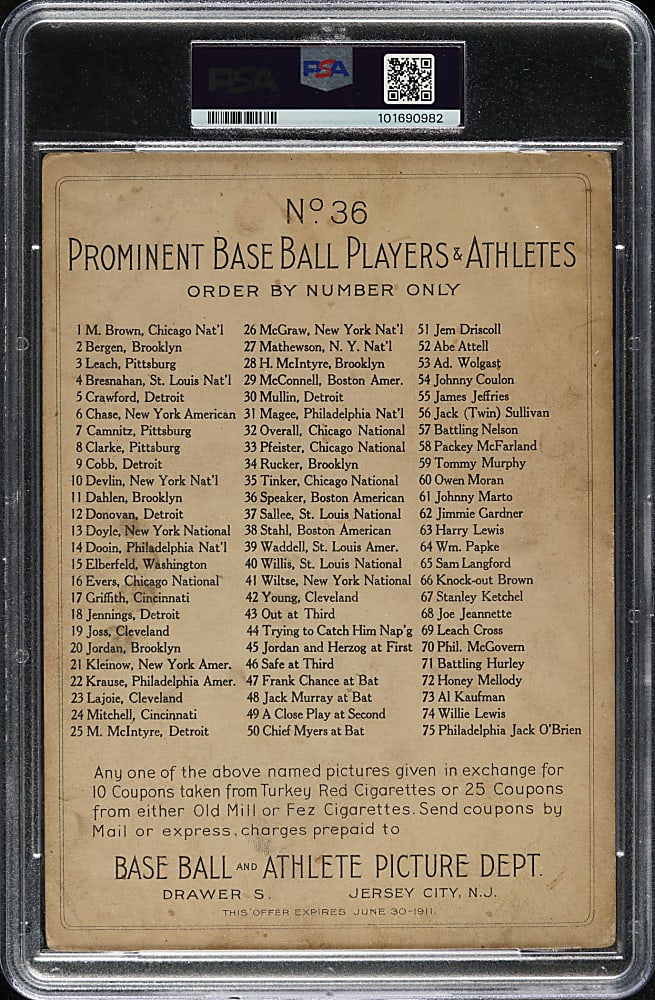 PSA
PSA
101690982
Nº 36
PROMINENT BASE BALL PLAYERS & ATHLETES
ORDER BY NUMBER ONLY
1 M. Brown, Chicago Nat'l
2 Bergen, Brooklyn
3 Leach, Pittsburg
4 Bresnahan, St. Louis Nat'l
5 Crawford, Detroit
6 Chase, New York American
7 Camnitz, Pittsburg
8 Clarke, Pittsburg
9 Cobb, Detroit
10 Devlin, New York Nat'l
11 Dahlen, Brooklyn
12 Donovan, Detroit
13 Doyle, New York National
14 Dooin, Philadelphia Nat'l
15 Elberfeld, Washington
16 Evers, Chicago National
17 Griffith, Cincinnati
18 Jennings, Detroit
19 Joss, Cleveland
20 Jordan, Brooklyn
21 Kleinow, New York Amer.
22 Krause, Philadelphia Amer.
23 Lajoie, Cleveland
24 Mitchell, Cincinnati
25 M. McIntyre, Detroit
26 McGraw, New York Nat'l
27 Mathewson, N. Y. Nat'l
28 H. McIntyre, Brooklyn
29 McConnell, Boston Amer.
30 Mullin, Detroit
31 Magee, Philadelphia Nat'l
32 Overall, Chicago National
33 Pfeister, Chicago National
34 Rucker, Brooklyn
35 Tinker, Chicago National
36 Speaker, Boston American
37 Sallee, St. Louis National
38 Stahl, Boston American
39 Waddell, St. Louis Amer.
40 Willis, St. Louis National
41 Wiltse, New York National
42 Young, Cleveland
43 Out at Third
44 Trying to Catch Him Nap'g
45 Jordan and Herzog at First
46 Safe at Third
47 Frank Chance at Bat
48 Jack Murray at Bat
49 A Close Play at Second
50 Chief Myers at Bat
51 Jem Driscoll
52 Abe Attell
53 Ad. Wolgast
54 Johnny Coulon
55 James Jeffries
56 Jack (Twin) Sullivan
57 Battling Nelson
58 Packey McFarland
59 Tommy Murphy
60 Owen Moran
61 Johnny Marto
62 Jimmie Gardner
63 Harry Lewis
64 Wm. Papke
65 Sam Langford
66 Knock-out Brown
67 Stanley Ketchel
68 Joe Jeannette
69 Leach Cross
70 Phil. McGovern
71 Battling Hurley
72 Honey Mellody
73 Al Kaufman
74 Willie Lewis
75 Philadelphia Jack O'Brien
Any one of the above named pictures given in exchange for
10 Coupons taken from Turkey Red Cigarettes or 25 Coupons
from either Old Mill or Fez Cigarettes. Send coupons by
Mail or express, charges prepaid to
BASE BALL AND ATHLETE PICTURE DEPT.
DRAWER S. JERSEY CITY, N.J.
THIS OFFER EXPIRES JUNE 30-1911.